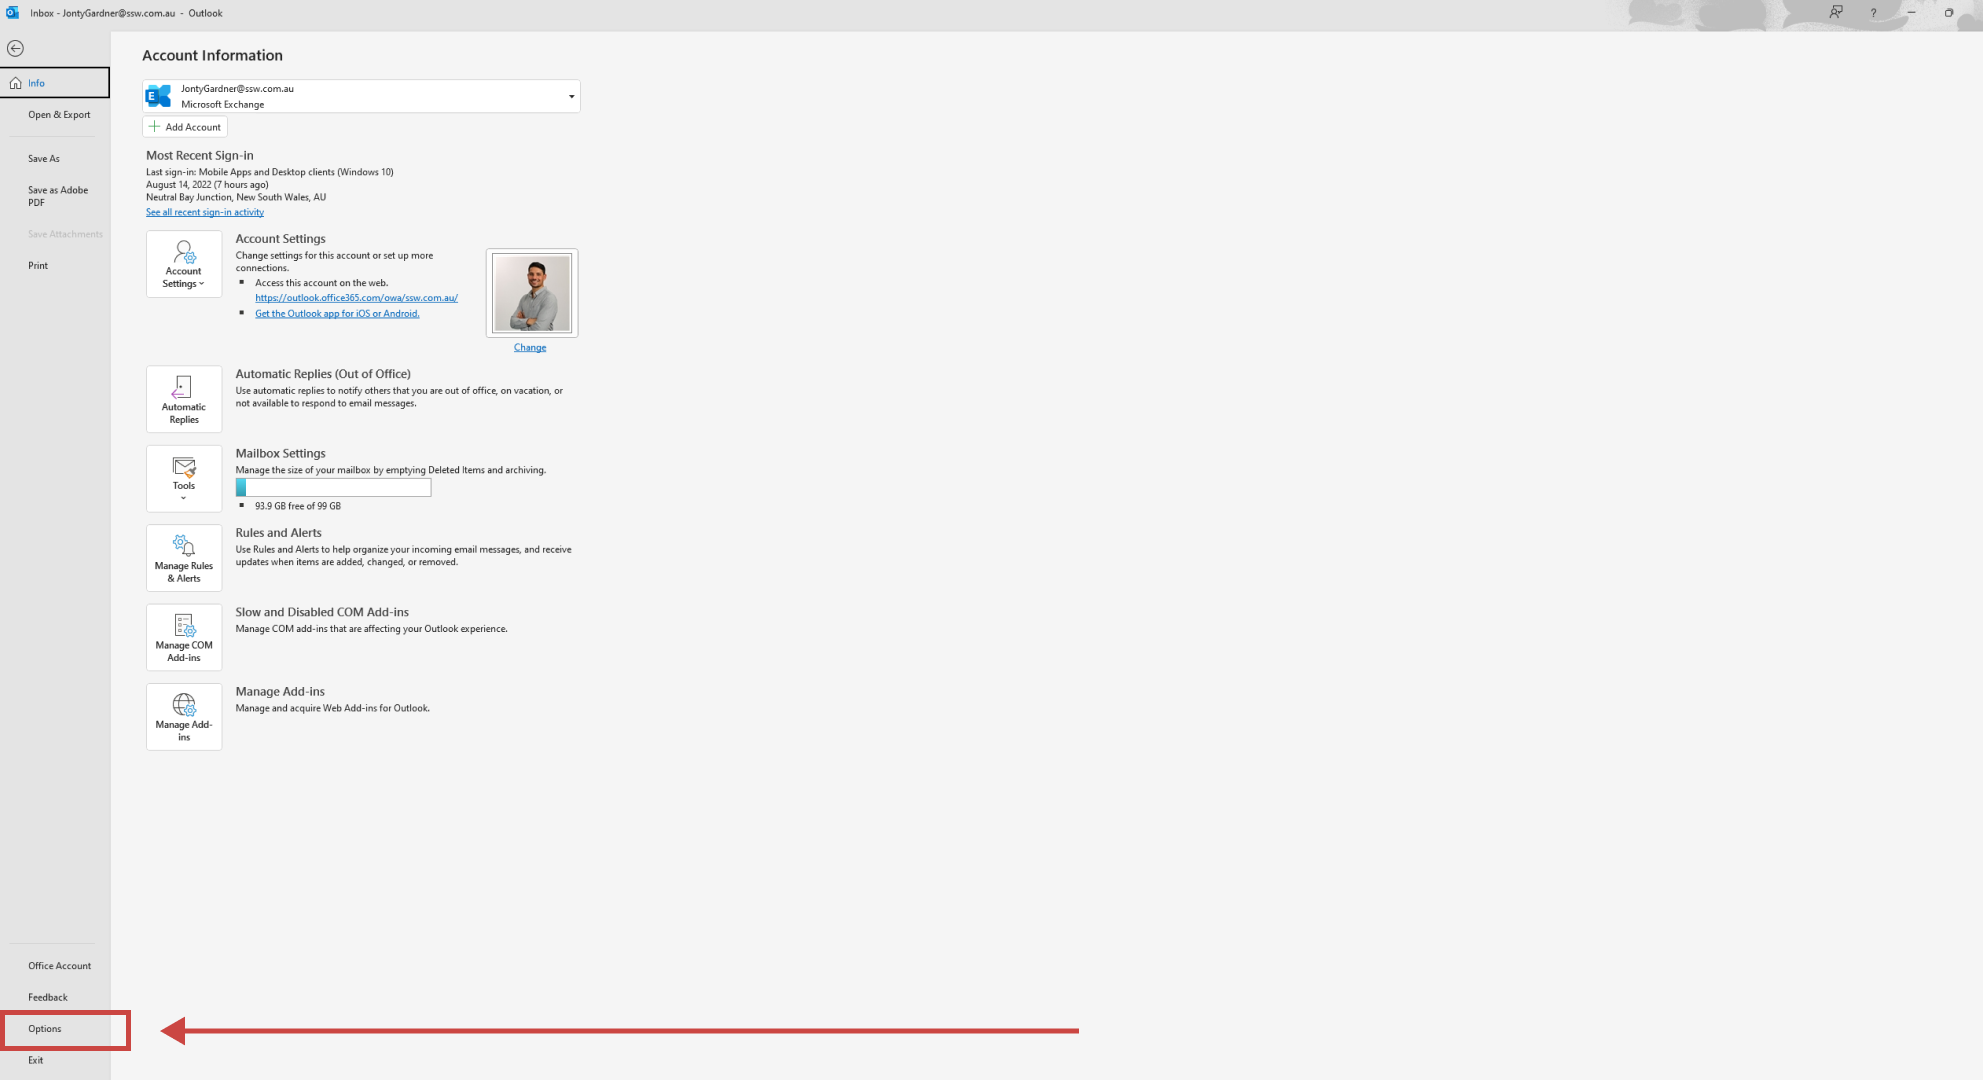 Inbox - JontyGardner@ssw.com.au - Outlook
?
Info
Open & Export
Save As
Save as Adobe
PDF
Save Attachments
Print
Office Account
Feedback
Options
Exit
Account Information
E
JontyGardner@ssw.com.au
Microsoft Exchange
Add Account
Most Recent Sign-in
Last sign-in: Mobile Apps and Desktop clients (Windows 10)
August 14, 2022 (7 hours ago)
Neutral Bay Junction, New South Wales, AU
See all recent sign-in activity
Account
Settings
Account Settings
Change settings for this account or set up more
connections.
Access this account on the web.
https://outlook.office365.com/owa/ssw.com.au/
Get the Outlook app for iOS or Android.
Change
Automatic
Replies
Automatic Replies (Out of Office)
Use automatic replies to notify others that you are out of office, on vacation, or
not available to respond to email messages.
Tools
Mailbox Settings
Manage the size of your mailbox by emptying Deleted Items and archiving.
93.9 GB free of 99 GB
Manage Rules
& Alerts
Rules and Alerts
Use Rules and Alerts to help organize your incoming email messages, and receive
updates when items are added, changed, or removed.
Manage COM
Add-ins
Slow and Disabled COM Add-ins
Manage COM add-ins that are affecting your Outlook experience.
Manage Add-
ins
Manage Add-ins
Manage and acquire Web Add-ins for Outlook.